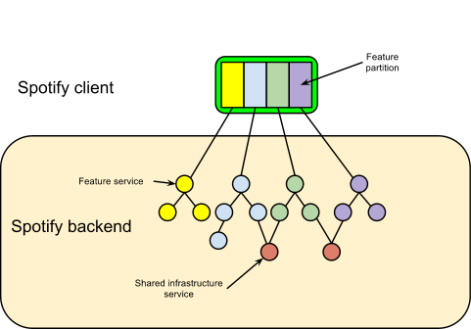 Feature
partition
Spotify client
Feature service
Spotify backend
Shared infrastructure
service